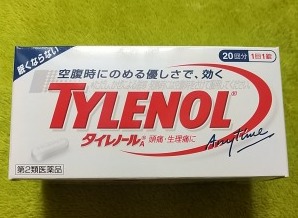 眠くならない
20回分 1回1錠
空腹時にのめる優しさで、効く
TYLENOL®
タイレノール®A 頭痛・生理痛に
Anytime
第2類医薬品